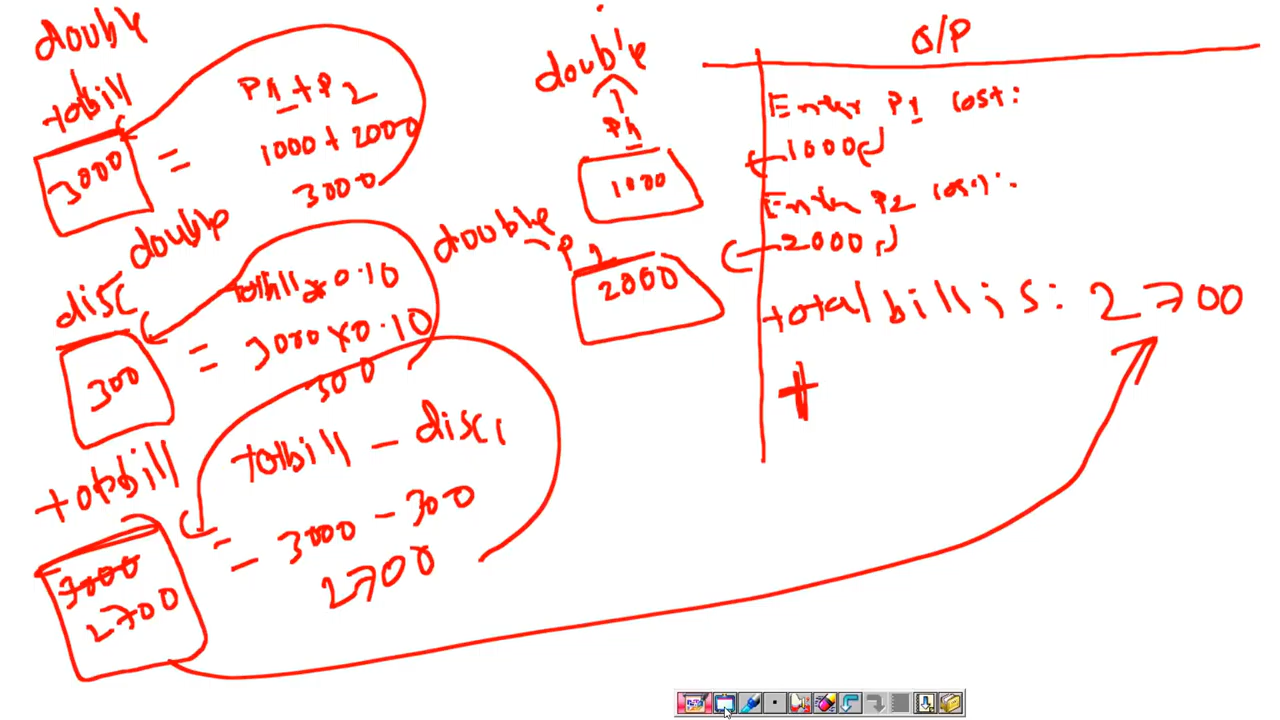 double
totbill
3000 = P1 + P2
1000 + 2000
3000
double
disc
300 = totbill * 0.10
3000 x 0.10
300
totbill
totbill - disc
3000
2700 = 3000 - 300
2700
double
P1
1000
double P2
2000
O/P
Enter P1 cost:
1000
Enter P2 cost:
2000
total bill is: 2700